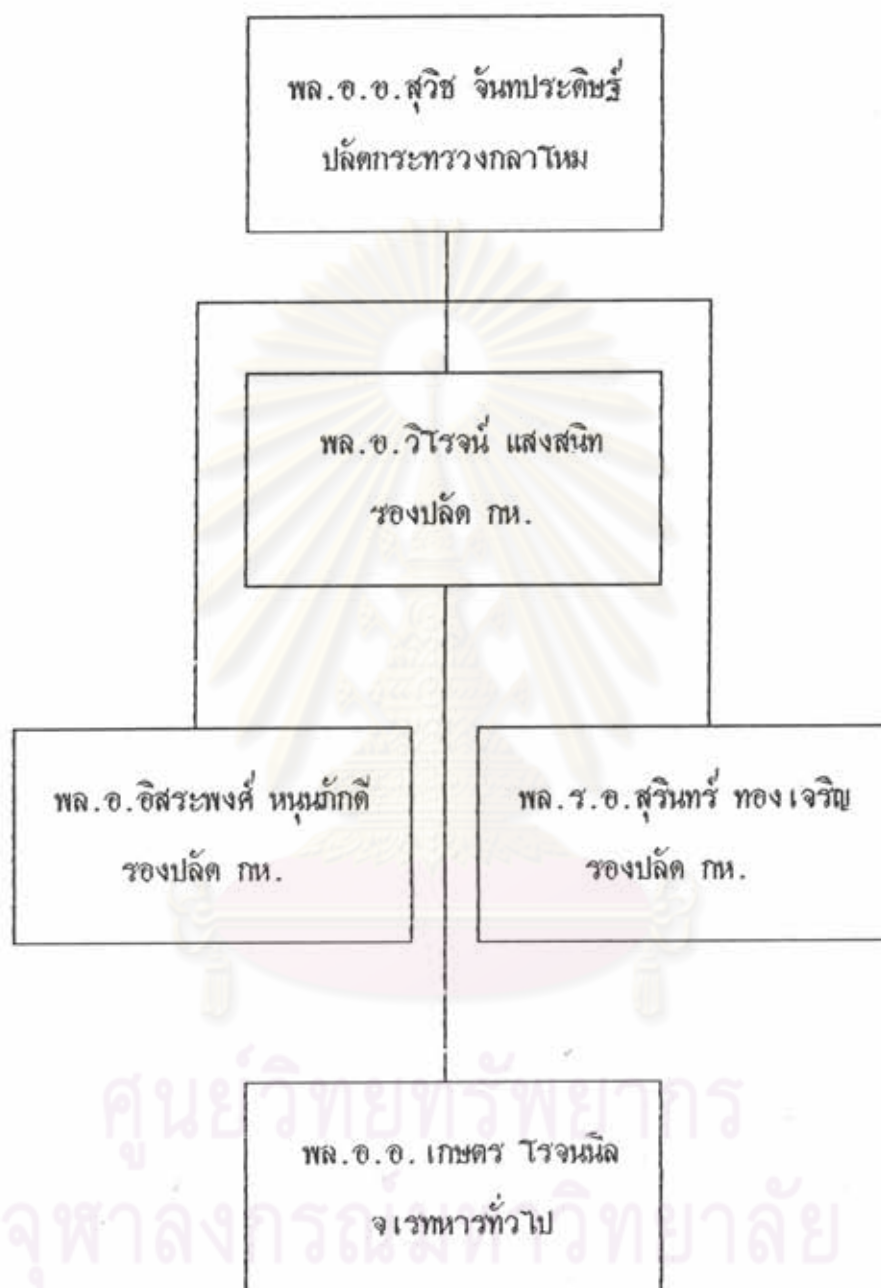 พล.อ.อ.สุวิช จันทประดิษฐ์
ปลัดกระทรวงกลาโหม
พล.อ.วิโรจน์ แสงสนิท
รองปลัด กห.
พล.อ.อิสระพงศ์ หนุนภักดี
รองปลัด กห.
พล.ร.อ.สุรินทร์ ทองเจริญ
รองปลัด กห.
พล.อ.อ.เกษตร โรจนนิล
จเรทหารทั่วไป
ศูนย์วิทยทรัพยากร
จุฬาลงกรณ์มหาวิทยาลัย